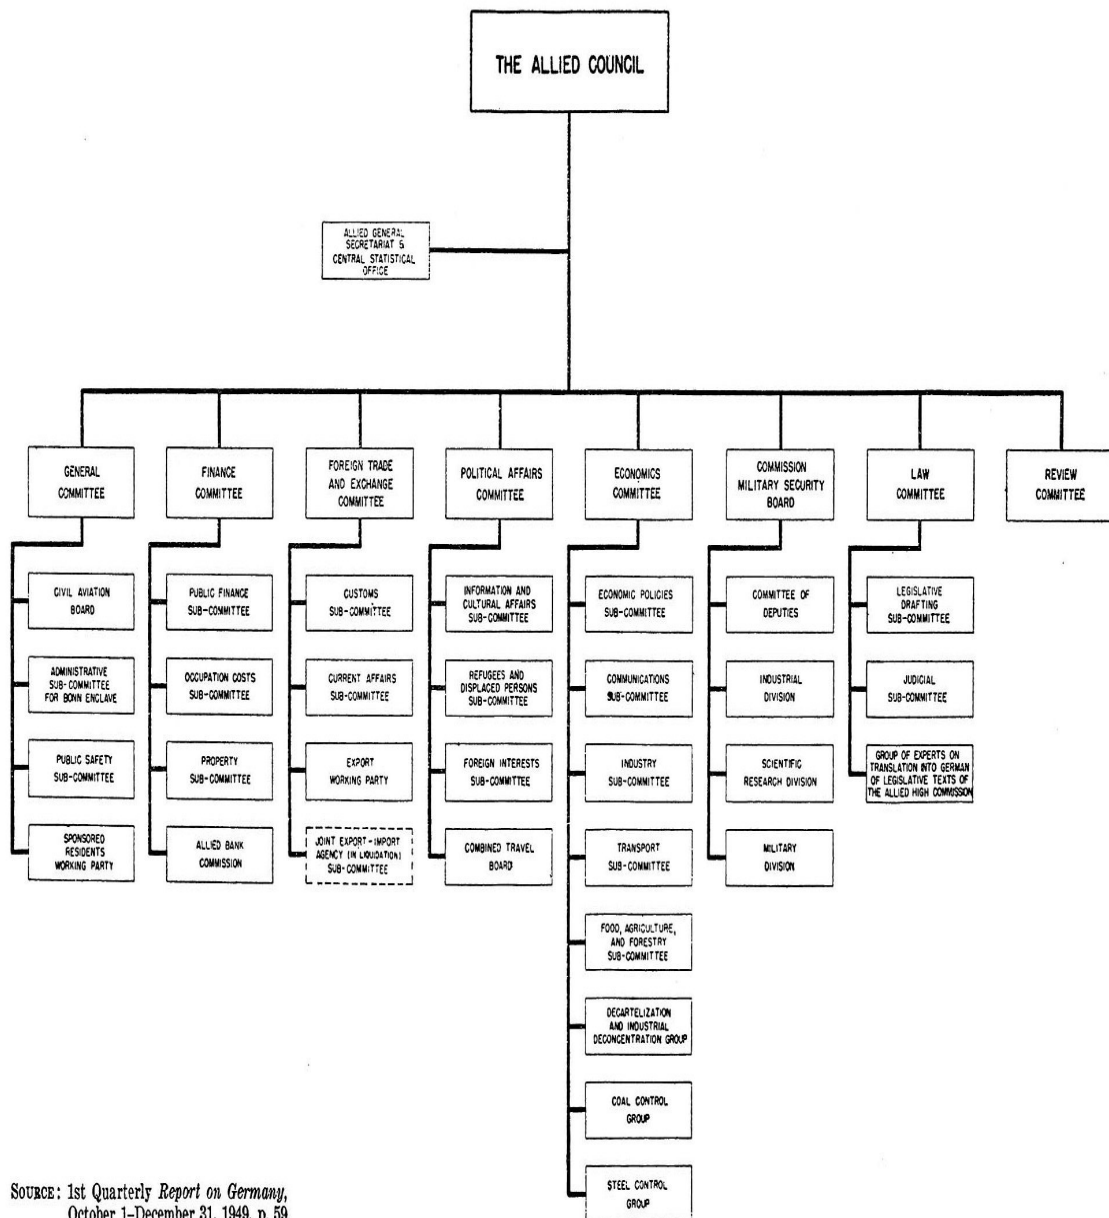 THE ALLIED COUNCIL
ALLIED GENERAL
SECRETARIAT &
CENTRAL STATISTICAL
OFFICE
GENERAL
COMMITTEE
FINANCE
COMMITTEE
FOREIGN TRADE
AND EXCHANGE
COMMITTEE
POLITICAL AFFAIRS
COMMITTEE
ECONOMICS
COMMITTEE
COMMISSION
MILITARY SECURITY
BOARD
LAW
COMMITTEE
REVIEW
COMMITTEE
CIVIL AVIATION
BOARD
ADMINISTRATIVE
SUB-COMMITTEE
FOR BONN ENCLAVE
PUBLIC SAFETY
SUB-COMMITTEE
SPONSORED
RESIDENTS
WORKING PARTY
PUBLIC FINANCE
SUB-COMMITTEE
OCCUPATION COSTS
SUB-COMMITTEE
PROPERTY
SUB-COMMITTEE
ALLIED BANK
COMMISSION
CUSTOMS
SUB-COMMITTEE
CURRENT AFFAIRS
SUB-COMMITTEE
EXPORT
WORKING PARTY
JOINT EXPORT-IMPORT
AGENCY (IN LIQUIDATION)
SUB-COMMITTEE
INFORMATION AND
CULTURAL AFFAIRS
SUB-COMMITTEE
REFUGEES AND
DISPLACED PERSONS
SUB-COMMITTEE
FOREIGN INTERESTS
SUB-COMMITTEE
COMBINED TRAVEL
BOARD
ECONOMIC POLICIES
SUB-COMMITTEE
COMMUNICATIONS
SUB-COMMITTEE
INDUSTRY
SUB-COMMITTEE
TRANSPORT
SUB-COMMITTEE
FOOD, AGRICULTURE,
AND FORESTRY
SUB-COMMITTEE
DECARTELIZATION
AND INDUSTRIAL
DECONCENTRATION GROUP
COAL CONTROL
GROUP
STEEL CONTROL
GROUP
COMMITTEE OF
DEPUTIES
INDUSTRIAL
DIVISION
SCIENTIFIC
RESEARCH DIVISION
MILITARY
DIVISION
LEGISLATIVE
DRAFTING
SUB-COMMITTEE
JUDICIAL
SUB-COMMITTEE
GROUP OF EXPERTS ON
TRANSLATION INTO GERMAN
OF LEGISLATIVE TEXTS OF
THE ALLIED HIGH COMMISSION
SOURCE: 1st Quarterly Report on Germany,
October 1-December 31, 1949, p. 59